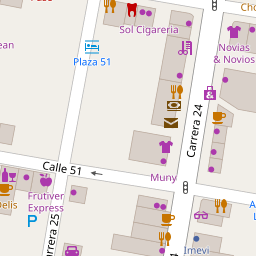 Sol Cigareria
Plaza 51
Novias
& Novios
Carrera 24
Calle 51
Muny
Frutiver
Express
Delis
P
Carrera 25
Imevi